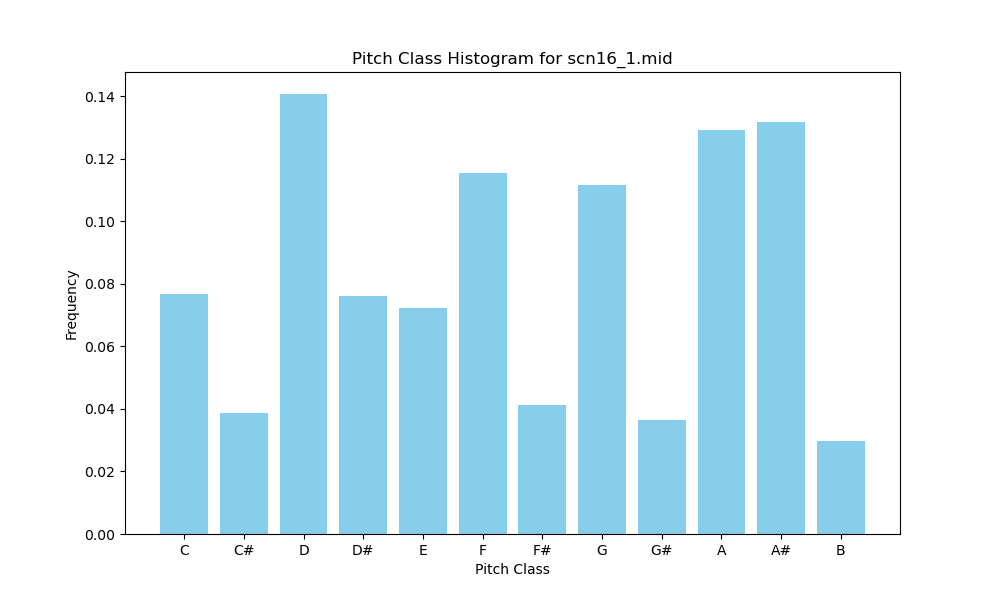 Pitch Class Histogram for scn16_1.mid
0.14
0.12
0.10
0.08
0.06
0.04
0.02
0.00
Frequency
C C# D D# E F F# G G# A A# B
Pitch Class